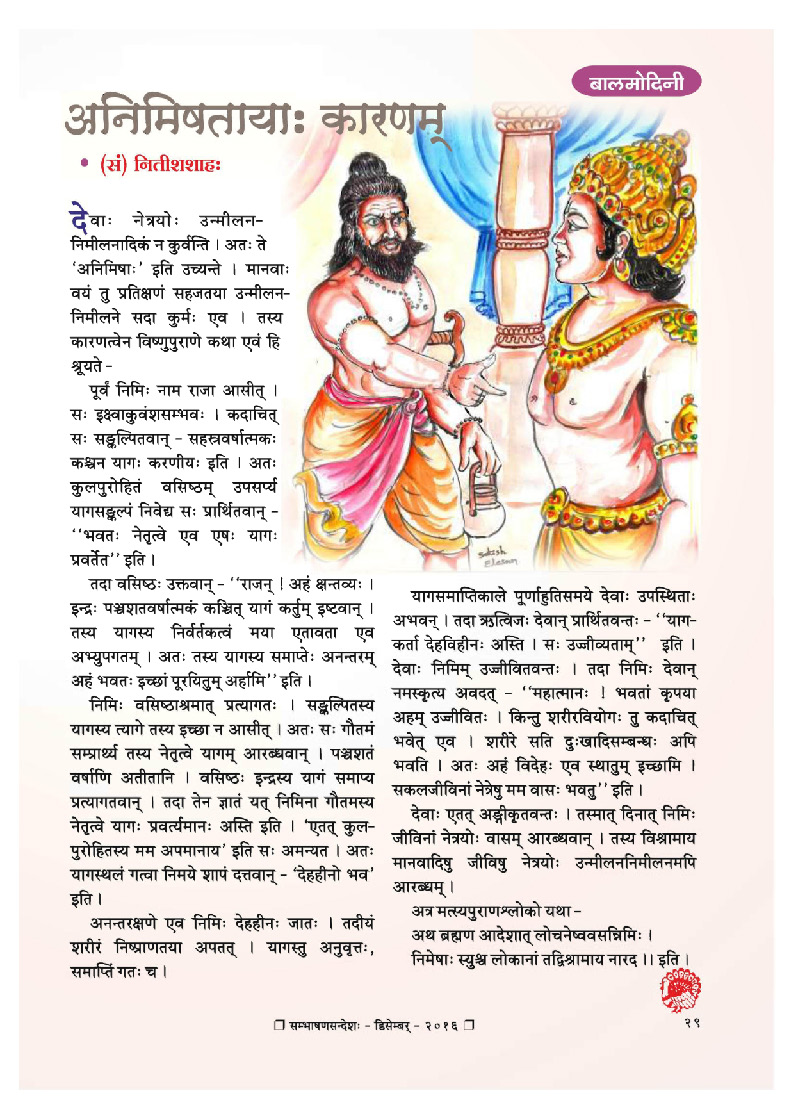 बालमोदिनी
अनिमिषतायाः कारणम्
• (सं) नितीशशाहः
देवाः नेत्रयोः उन्मीलन-
निमीलनादिकं न कुर्वन्ति । अतः ते
‘अनिमिषाः’ इति उच्यन्ते । मानवाः
वयं तु प्रतिक्षणं सहजतया उन्मीलन-
निमीलने सदा कुर्मः एव । तस्य
कारणत्वेन विष्णुपुराणे कथा एवं हि
श्रूयते -
पूर्वं निमिः नाम राजा आसीत् ।
सः इक्ष्वाकुवंशसम्भवः । कदाचित्
सः सङ्कल्पितवान् - सहस्रवर्षात्मकः
कश्चन यागः करणीयः इति । अतः
कुलपुरोहितं वसिष्ठम् उपसर्प्य
यागसङ्कल्पं निवेद्य सः प्रार्थितवान् -
‘‘भवतः नेतृत्वे एव एषः यागः
प्रवर्तेत’’ इति ।
तदा वसिष्ठः उक्तवान् - ‘‘राजन् ! अहं क्षन्तव्यः ।
इन्द्रः पञ्चशतवर्षात्मकं कञ्चित् यागं कर्तुम् इष्टवान् ।
तस्य यागस्य निर्वर्तकत्वं मया एतावता एव
अभ्युपगतम् । अतः तस्य यागस्य समाप्तेः अनन्तरम्
अहं भवतः इच्छां पूरयितुम् अर्हामि’’ इति ।
निमिः वसिष्ठाश्रमात् प्रत्यागतः । सङ्कल्पितस्य
यागस्य त्यागे तस्य इच्छा न आसीत् । अतः सः गौतमं
सम्प्रार्थ्य तस्य नेतृत्वे यागम् आरब्धवान् । पञ्चशतं
वर्षाणि अतीतानि । वसिष्ठः इन्द्रस्य यागं समाप्य
प्रत्यागतवान् । तदा तेन ज्ञातं यत् निमिना गौतमस्य
नेतृत्वे यागः प्रवर्त्यमानः अस्ति इति । ‘एतत् कुल-
पुरोहितस्य मम अपमानाय’ इति सः अमन्यत । अतः
यागस्थलं गत्वा निमये शापं दत्तवान् - ‘देहहीनो भव’
इति ।
अनन्तरक्षणे एव निमिः देहहीनः जातः । तदीयं
शरीरं निष्प्राणतया अपतत् । यागस्तु अनुवृत्तः,
समाप्तिं गतः च ।
यागसमाप्तिकाले पूर्णाहुतिसमये देवाः उपस्थिताः
अभवन् । तदा ऋत्विजः देवान् प्रार्थितवन्तः - ‘‘याग-
कर्ता देहविहीनः अस्ति । सः उज्जीव्यताम्’’ इति ।
देवाः निमिम् उज्जीवितवन्तः । तदा निमिः देवान्
नमस्कृत्य अवदत् - ‘‘महात्मानः ! भवतां कृपया
अहम् उज्जीवितः । किन्तु शरीरवियोगः तु कदाचित्
भवेत् एव । शरीरे सति दुःखादिसम्बन्धः अपि
भवति । अतः अहं विदेहः एव स्थातुम् इच्छामि ।
सकलजीविनां नेत्रेषु मम वासः भवतु’’ इति ।
देवाः एतत् अङ्गीकृतवन्तः । तस्मात् दिनात् निमिः
जीविनां नेत्रयोः वासम् आरब्धवान् । तस्य विश्रामाय
मानवादिषु जीविषु नेत्रयोः उन्मीलननिमीलनमपि
आरब्धम् ।
अत्र मत्स्यपुराणश्लोको यथा -
अथ ब्रह्मण आदेशात् लोचनेष्ववसन्निमिः ।
निमेषाः स्युश्च लोकानां तद्विश्रामाय नारद ।। इति ।
❐ सम्भाषणसन्देशः - डिसेम्बर् - २०१६ ❐
२९